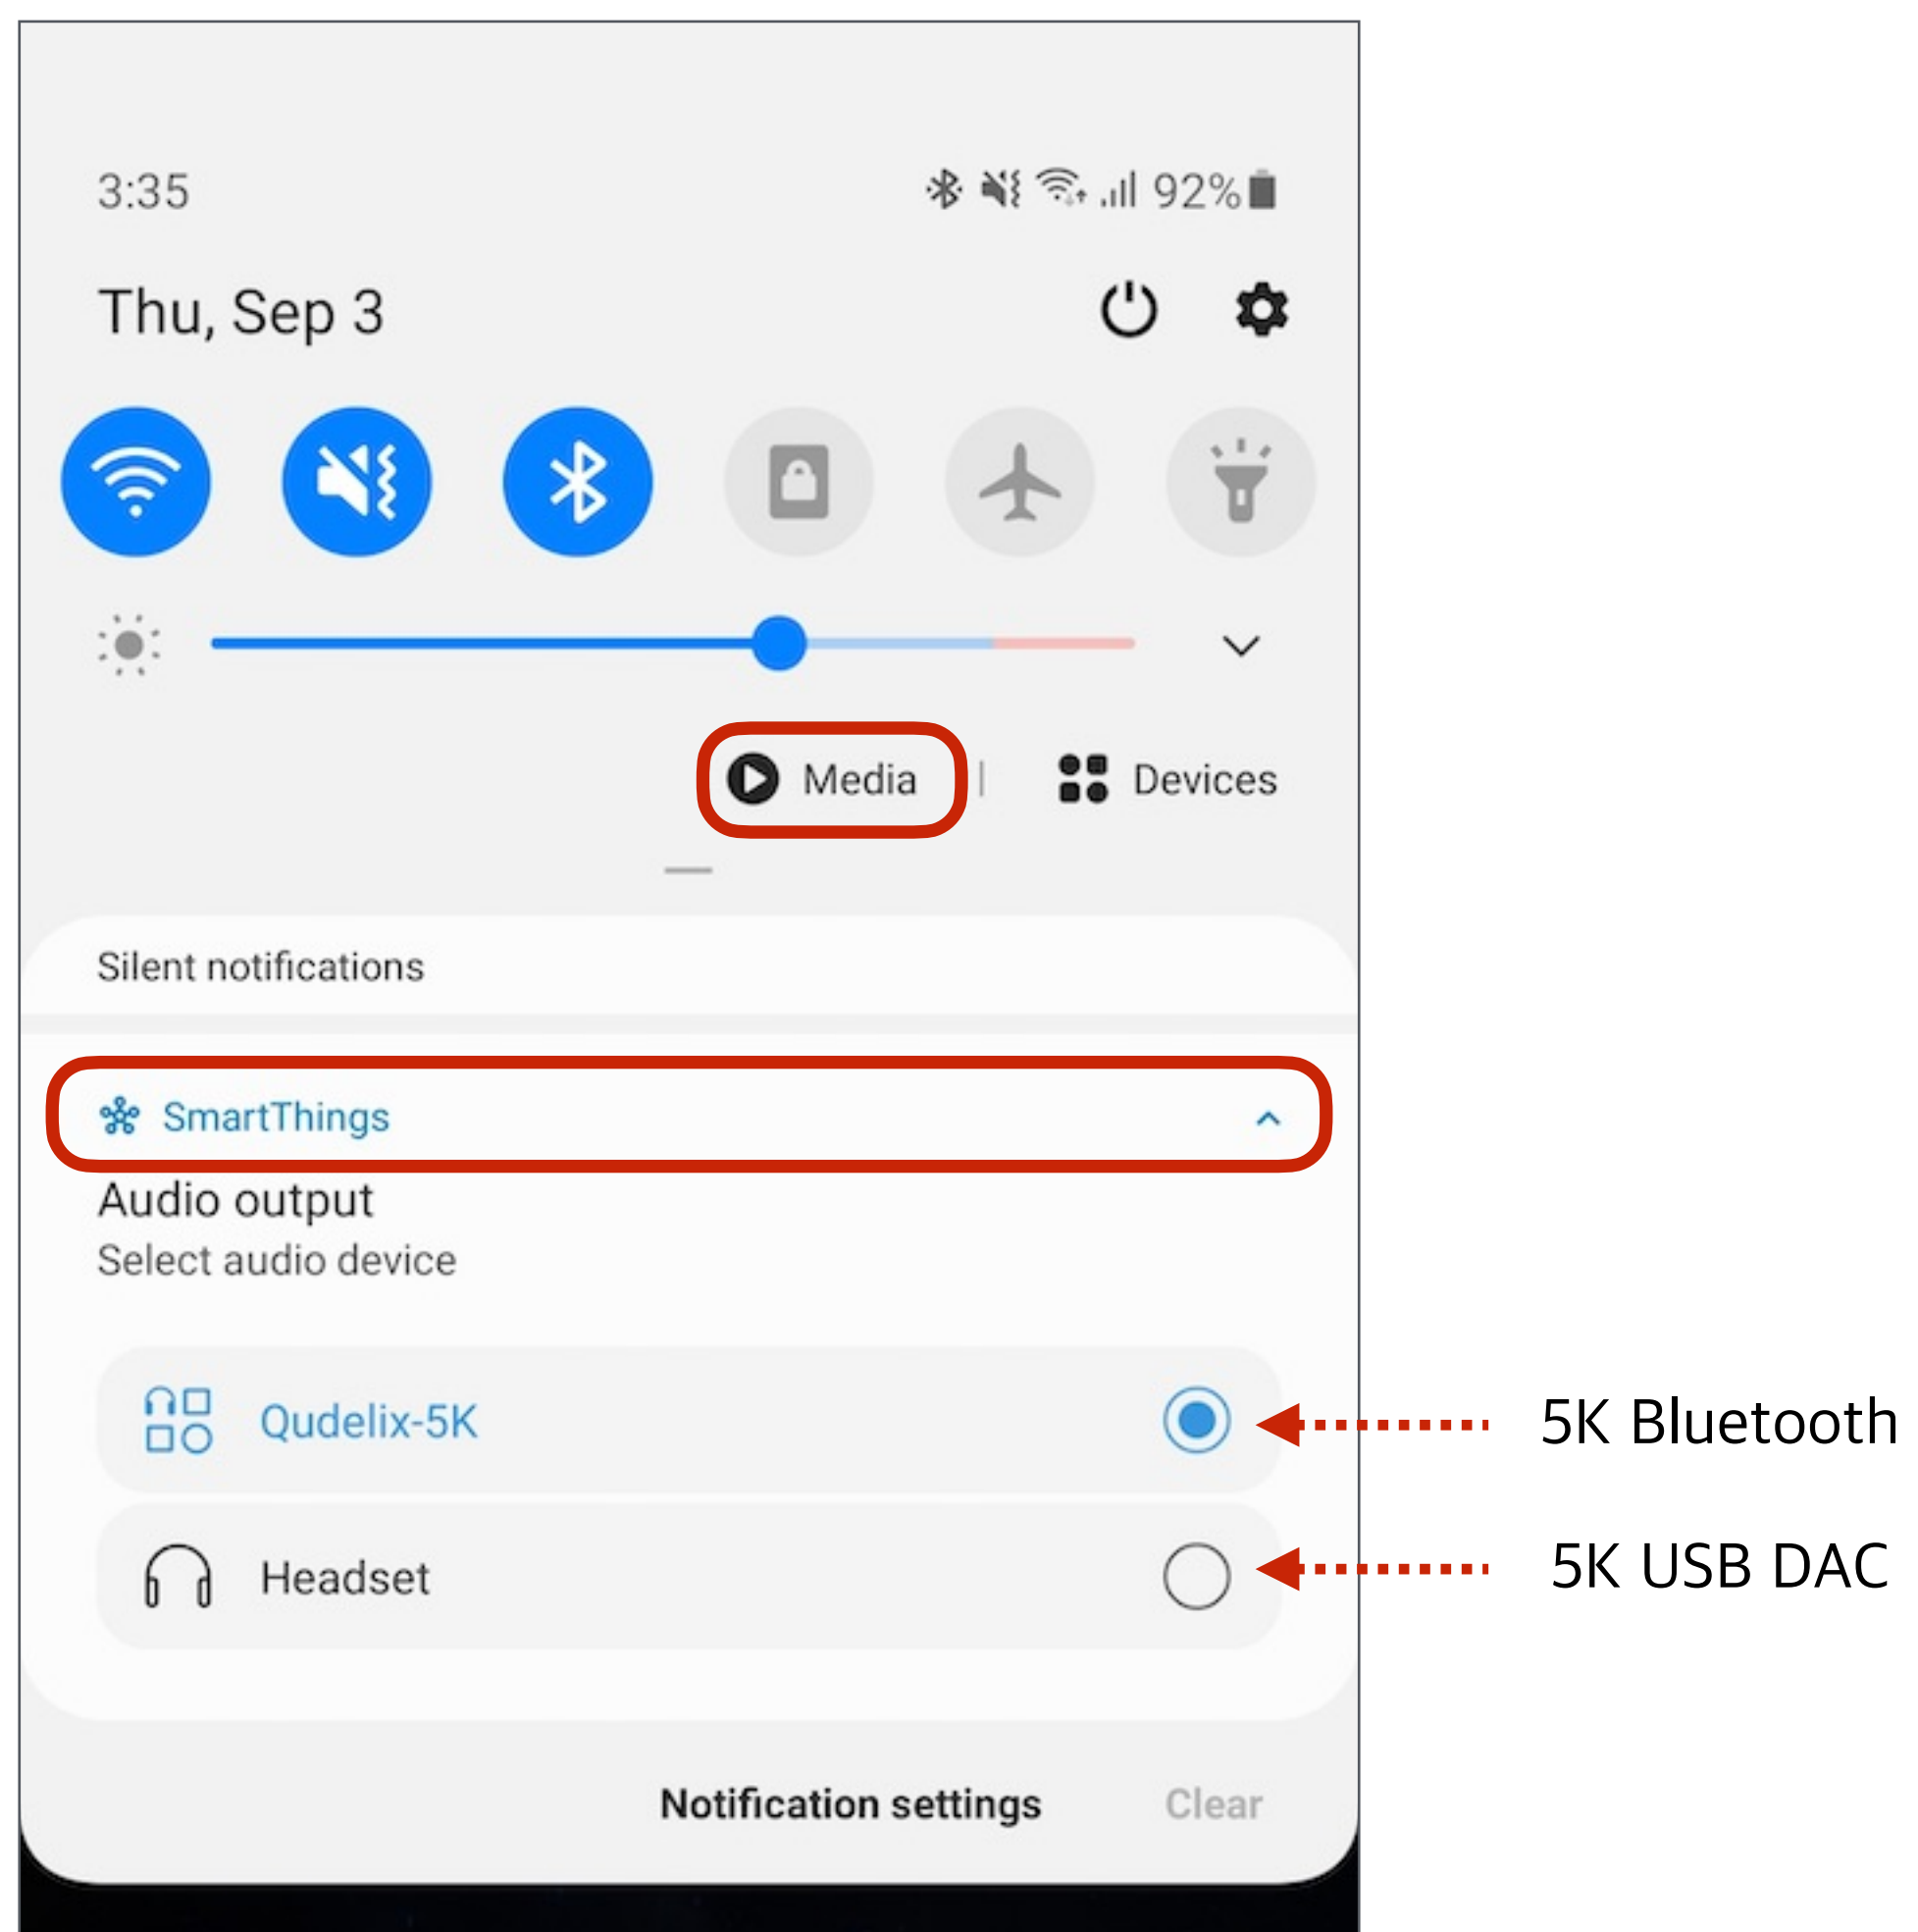 3:35 92%
Thu, Sep 3
Media | Devices
Silent notifications
SmartThings
Audio output
Select audio device
Qudelix-5K
5K Bluetooth
Headset
5K USB DAC
Notification settings Clear